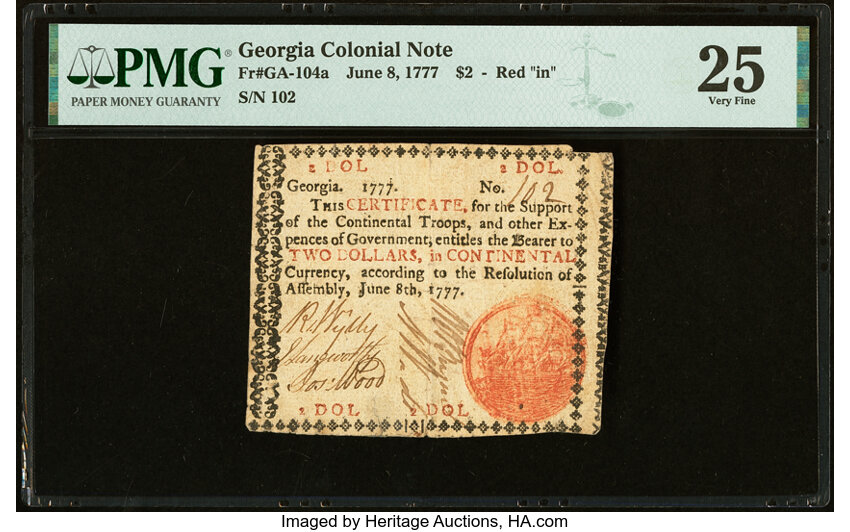 PMG®
PAPER MONEY GUARANTY
Georgia Colonial Note
Fr#GA-104a June 8, 1777 $2 - Red "in"
S/N 102
25
Very Fine
2 DOL 2 DOL.
Georgia. 1777. No. 102
THIS CERTIFICATE, for the Support
of the Continental Troops, and other Ex-
pences of Government, entitles the Bearer to
TWO DOLLARS, in CONTINENTAL
Currency, according to the Reſolution of
Aſſembly, June 8th, 1777.
R Wylly
Jos: Wood
2 DOL 2 DOL
Imaged by Heritage Auctions, HA.com